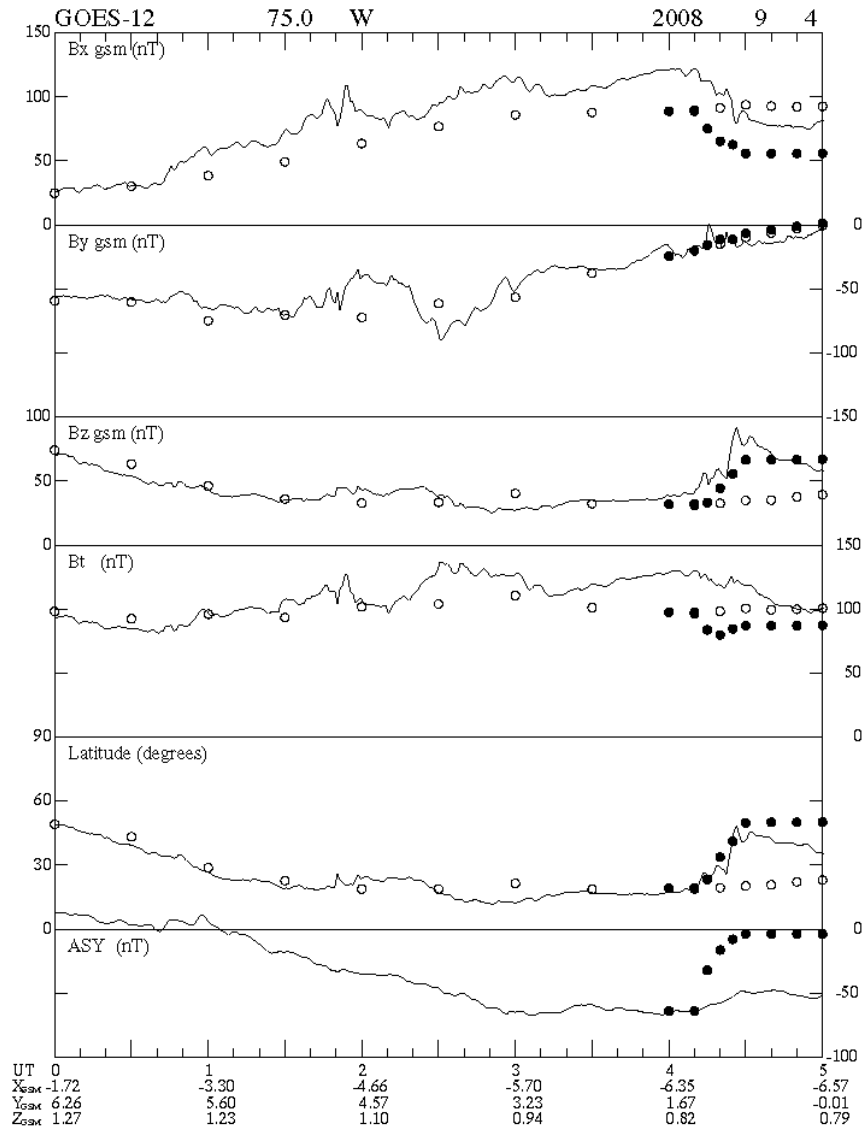 GOES-12 75.0 W 2008 9 4
150
Bx gsm (nT)
100
50
0 -0
By gsm (nT)
-50
-100
100 -150
Bz gsm (nT)
50
0 150
Bt (nT)
100
50
90 0
Latitude (degrees)
60
30
0 0
ASY (nT)
-50
-100
UT 0 1 2 3 4 5
XGSM -1.72 -3.30 -4.66 -5.70 -6.35 -6.57
YGSM 6.26 5.60 4.57 3.23 1.67 -0.01
ZGSM 1.27 1.23 1.10 0.94 0.82 0.79